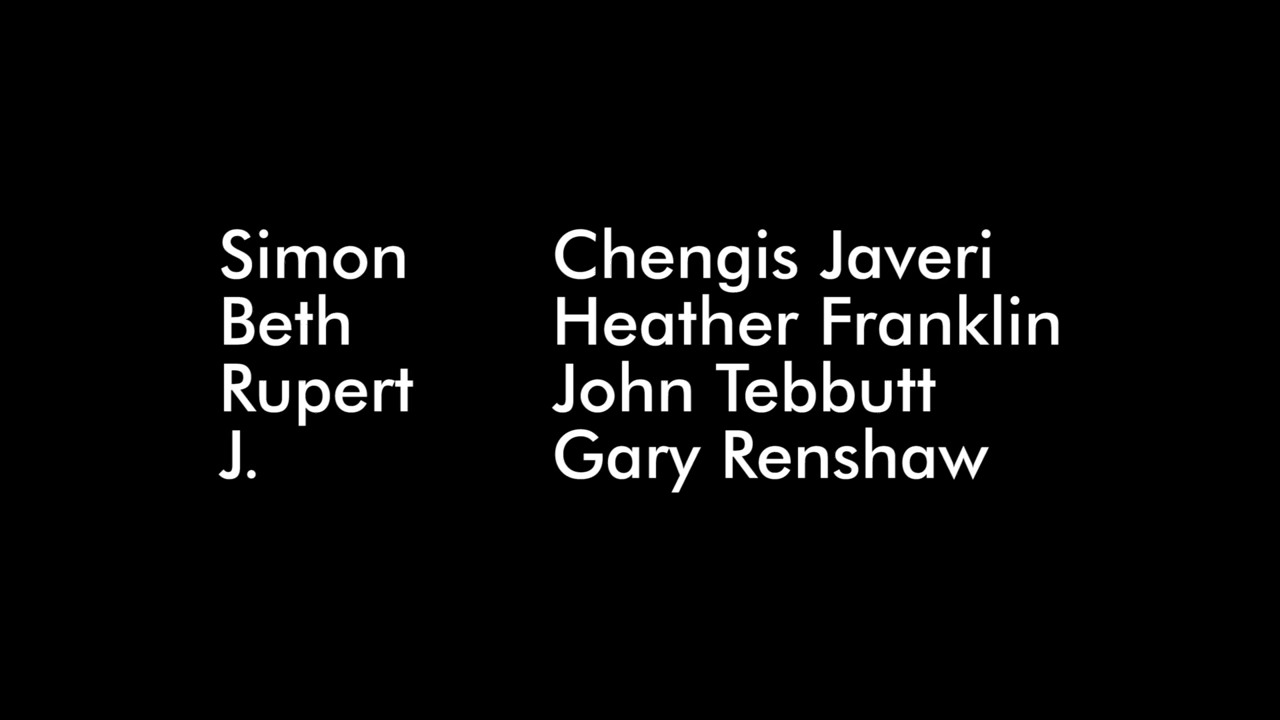 Simon Chengis Javeri
Beth Heather Franklin
Rupert John Tebbutt
J. Gary Renshaw